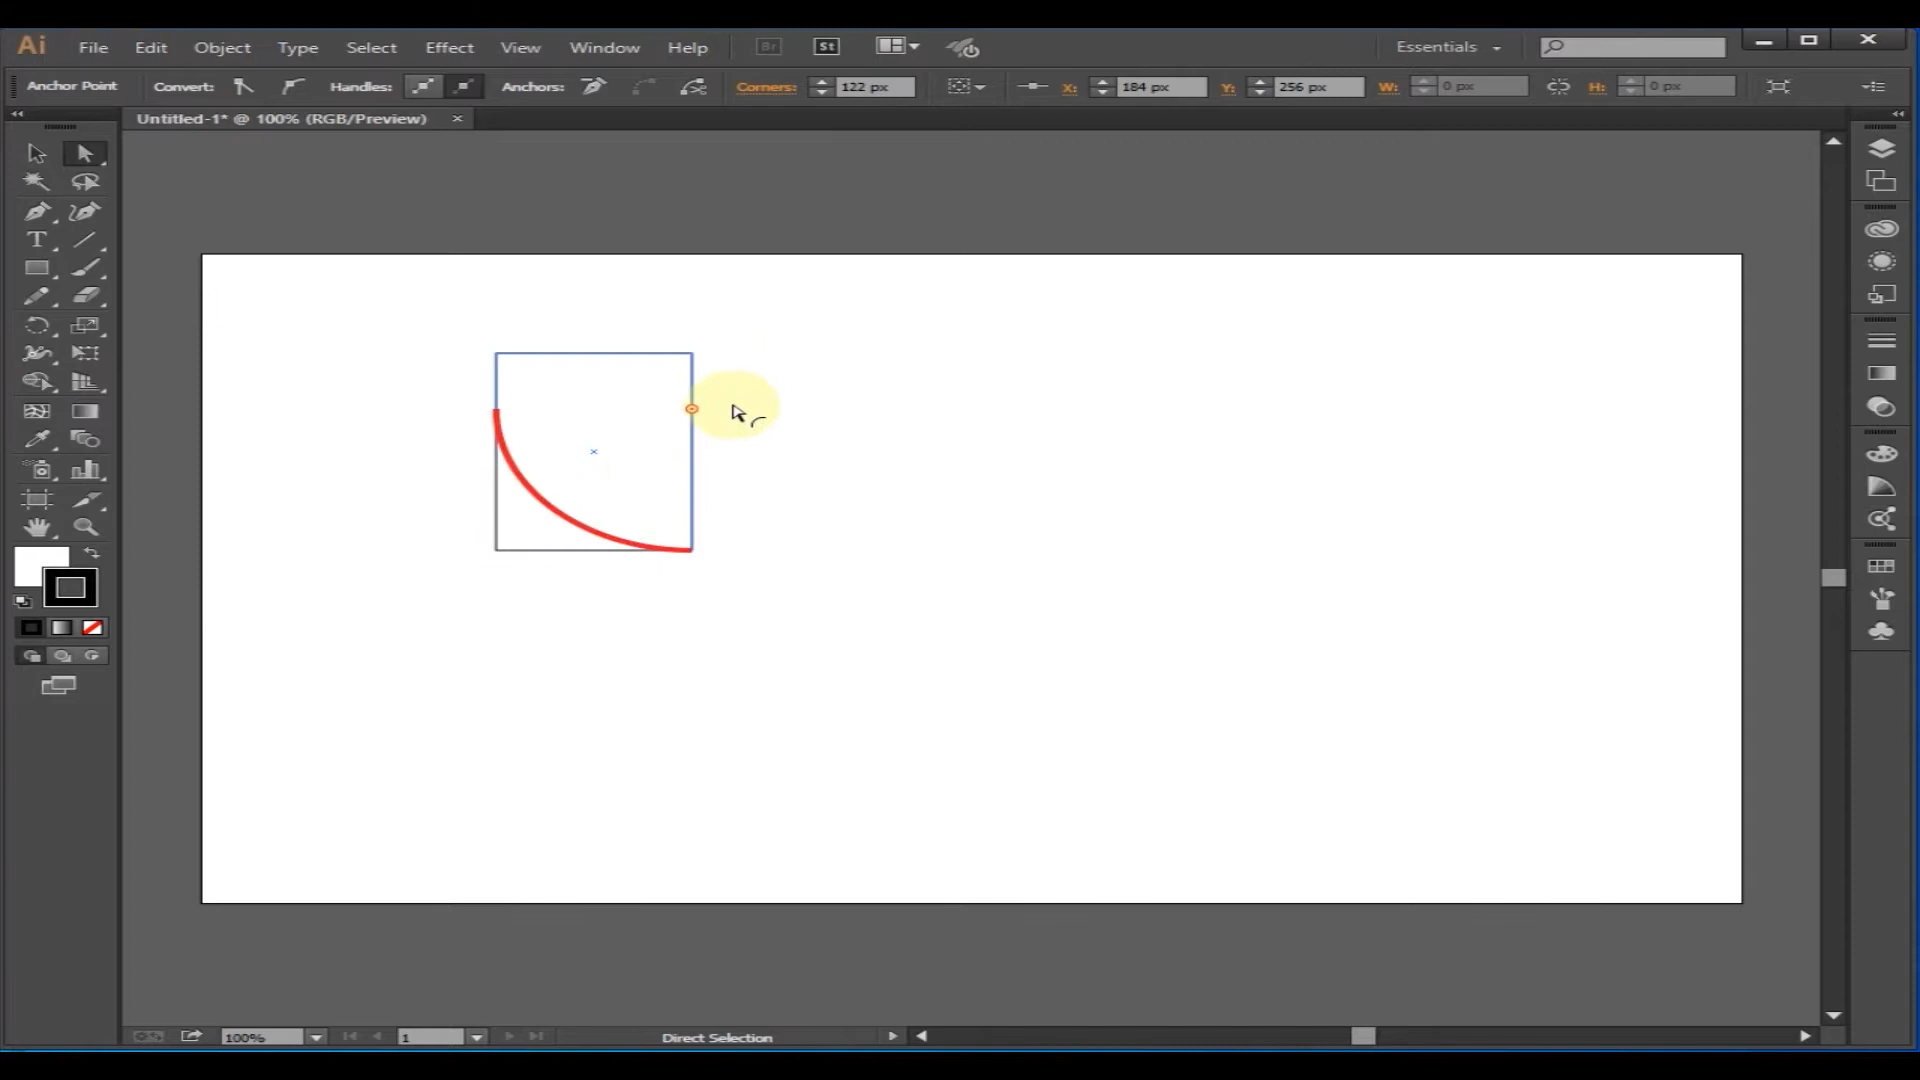 Ai File Edit Object Type Select Effect View Window Help Br St Essentials
Anchor Point Convert: Handles: Anchors: Corners: 122 px X: 184 px Y: 256 px W: 0 px H: 0 px
Untitled-1* @ 100% (RGB/Preview) ×
T
100% 1 Direct Selection